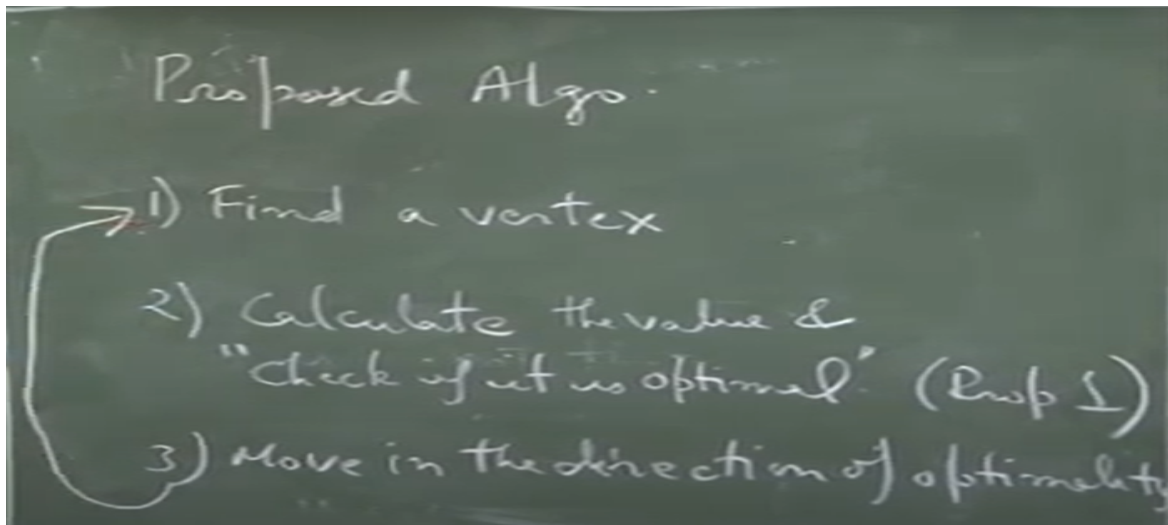 Proposed Algo.
1) Find a vertex
2) Calculate the value &
"Check if it is optimal" (Prop 1)
3) Move in the direction of optimality